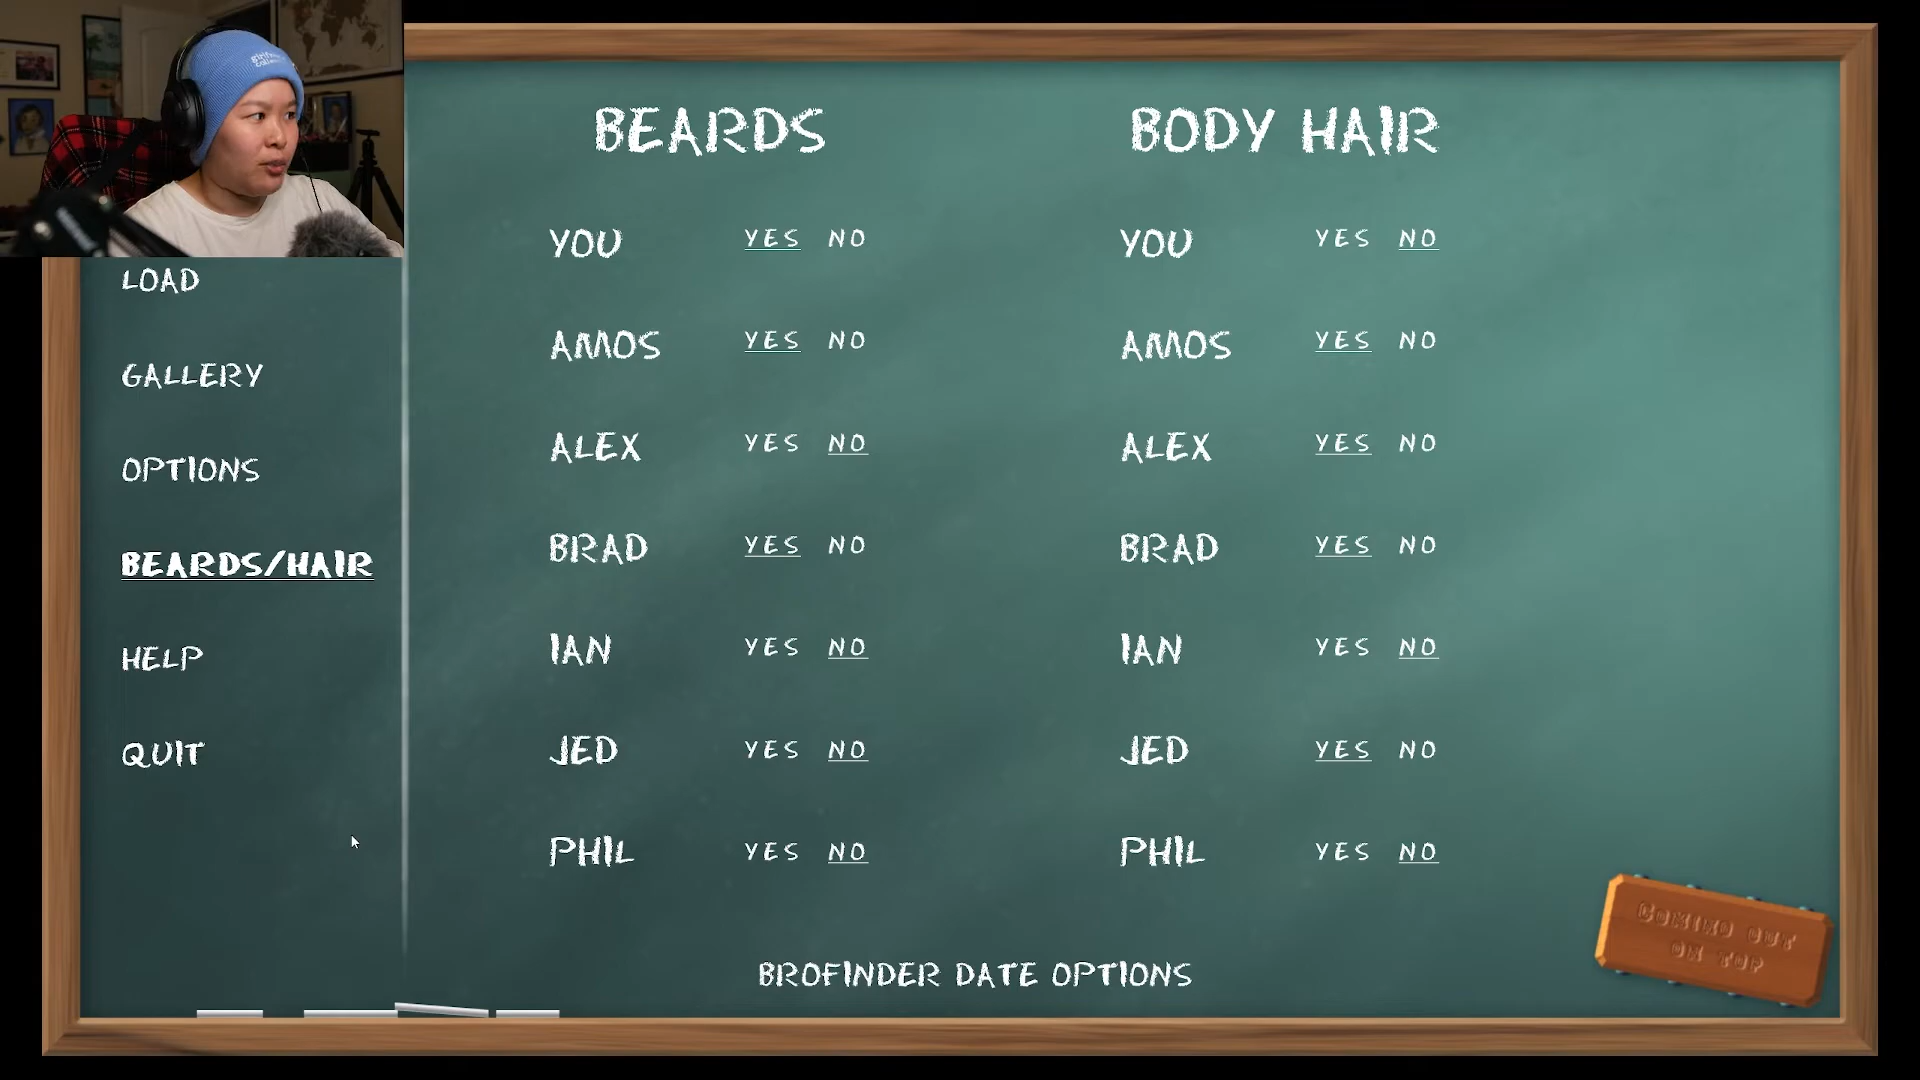 BEARDS
BODY HAIR
YOU YES NO
YOU YES NO
LOAD
AMOS YES NO
AMOS YES NO
GALLERY
ALEX YES NO
ALEX YES NO
OPTIONS
BRAD YES NO
BRAD YES NO
BEARDS/HAIR
IAN YES NO
IAN YES NO
HELP
JED YES NO
JED YES NO
QUIT
PHIL YES NO
PHIL YES NO
COMING OUT
ON TOP
BROFINDER DATE OPTIONS